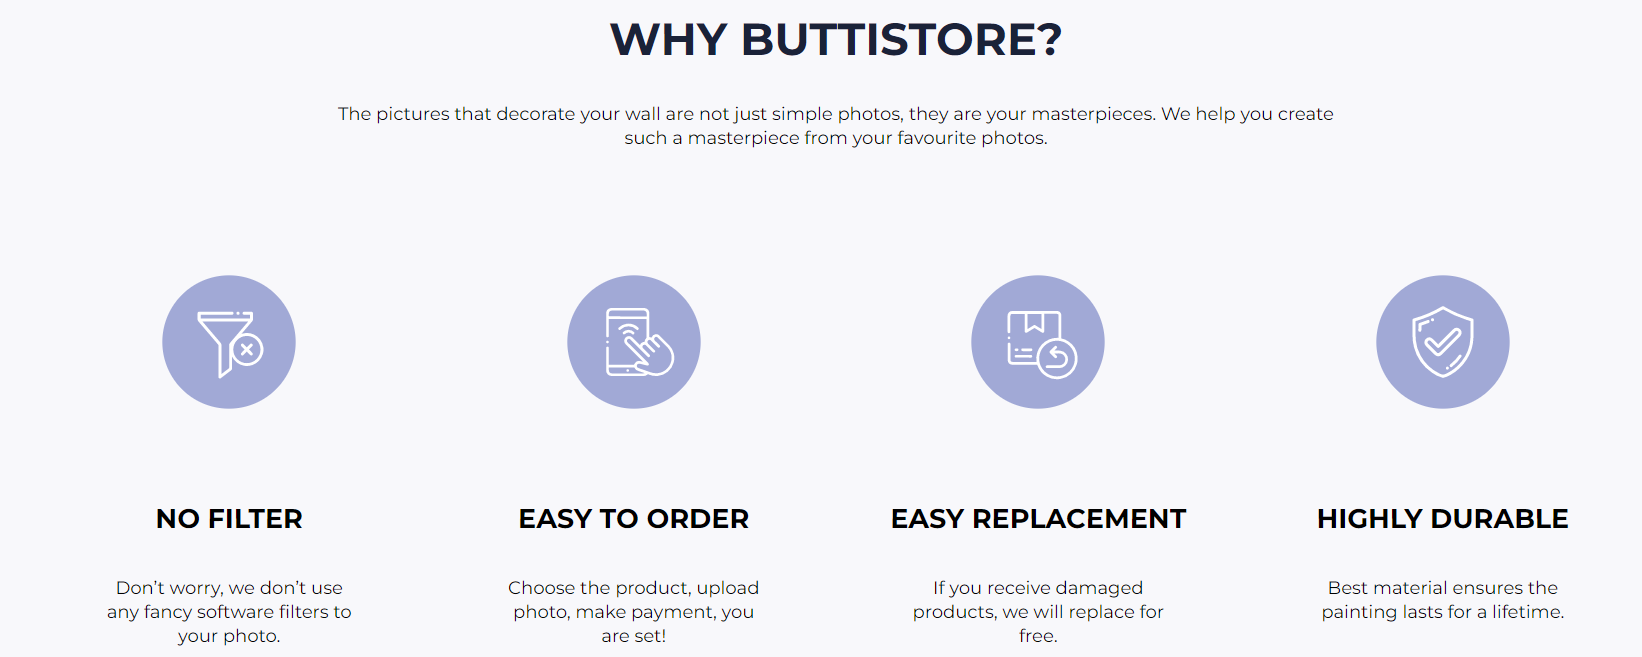 WHY BUTTISTORE?
The pictures that decorate your wall are not just simple photos, they are your masterpieces. We help you create
such a masterpiece from your favourite photos.
NO FILTER
Don’t worry, we don’t use
any fancy software filters to
your photo.
EASY TO ORDER
Choose the product, upload
photo, make payment, you
are set!
EASY REPLACEMENT
If you receive damaged
products, we will replace for
free.
HIGHLY DURABLE
Best material ensures the
painting lasts for a lifetime.